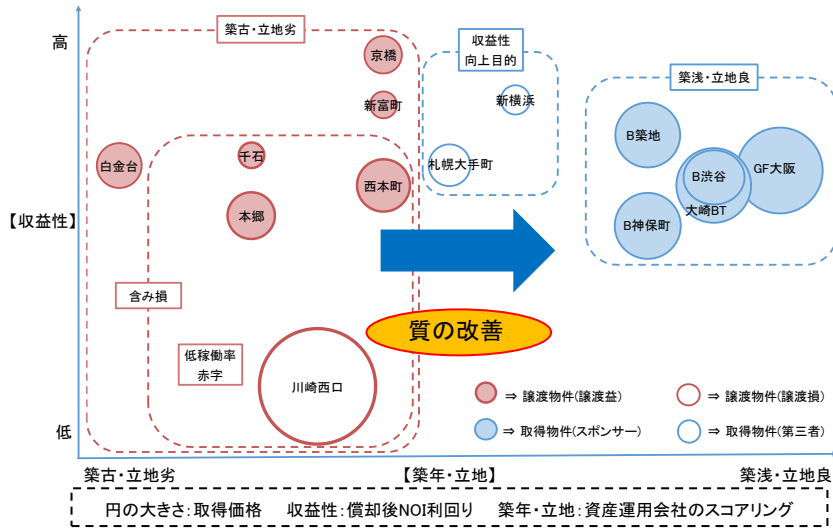 高
築古・立地劣
収益性
向上目的
築浅・立地良
京橋
新富町
新横浜
B築地
千石
白金台
札幌大手町
西本町
B渋谷
GF大阪
本郷
大崎BT
【収益性】
B神保町
含み損
質の改善
低稼働率
赤字
川崎西口
⇒ 譲渡物件(譲渡益)
⇒ 譲渡物件(譲渡損)
⇒ 取得物件(スポンサー)
⇒ 取得物件(第三者)
低
築古・立地劣
【築年・立地】
築浅・立地良
円の大きさ：取得価格　収益性：償却後NOI利回り　築年・立地：資産運用会社のスコアリング